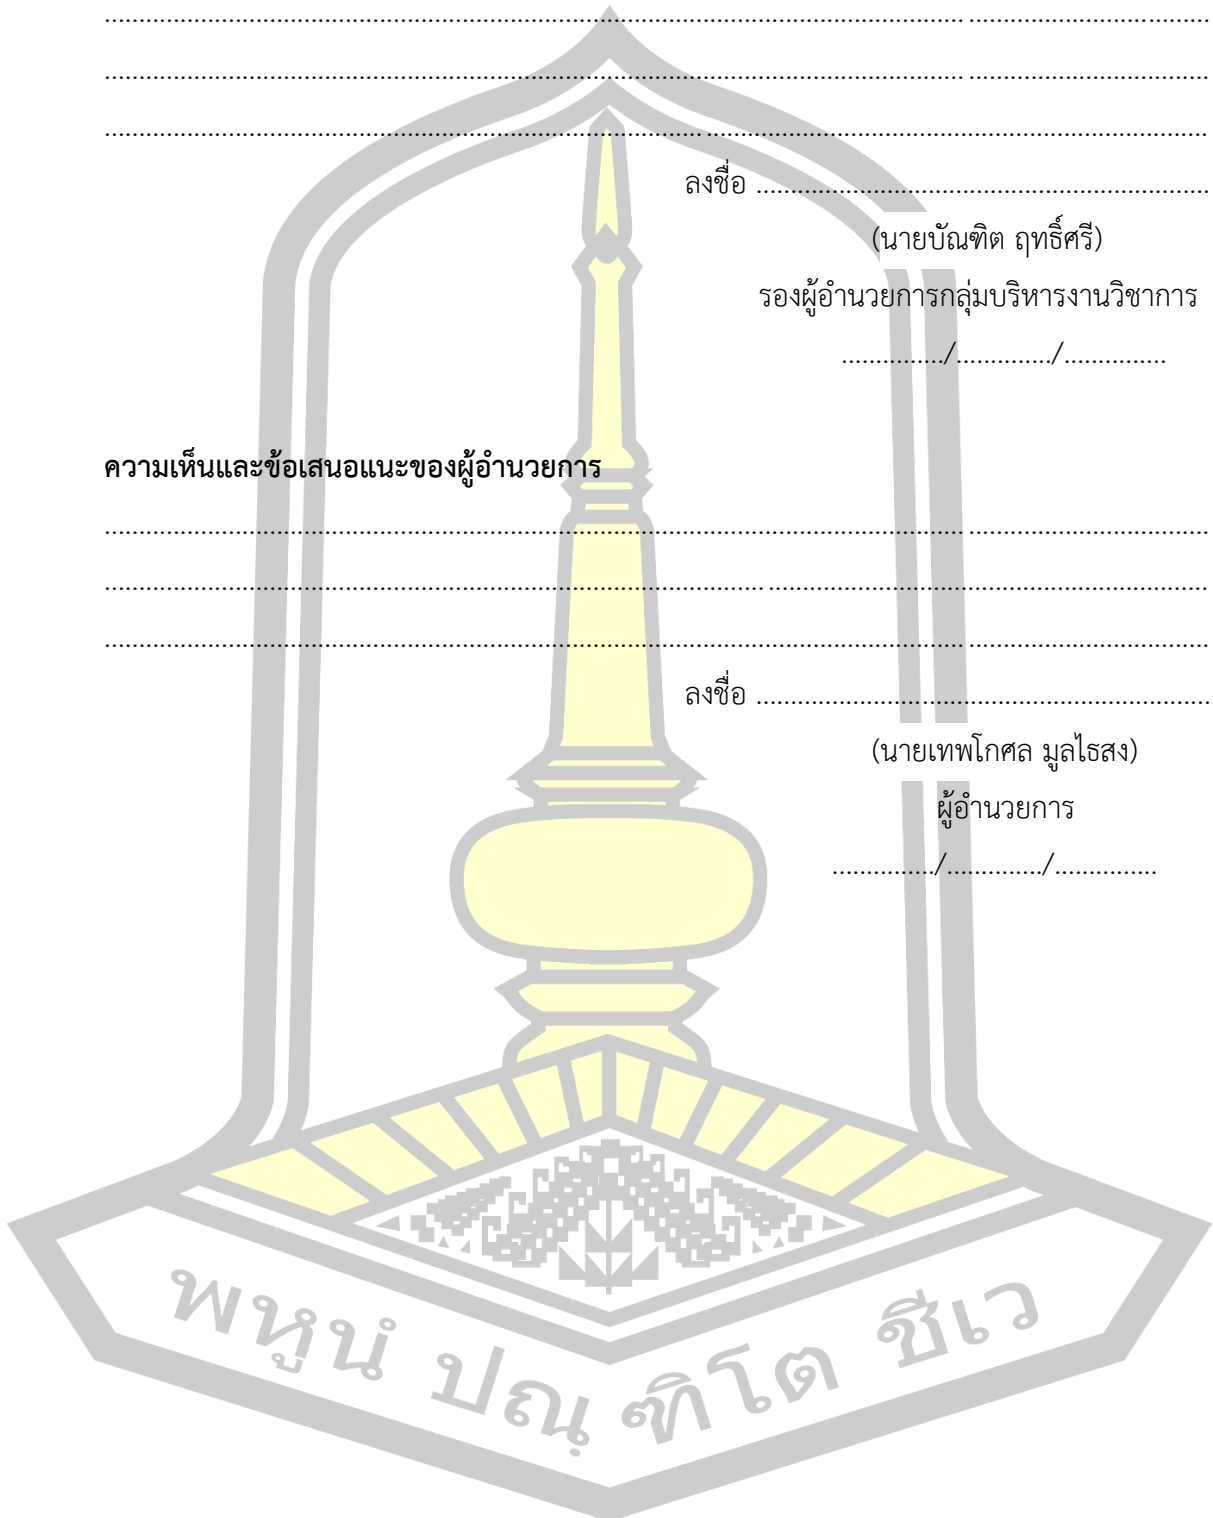 ................................................................................................................................ ....................................
................................................................................................................................ ....................................
......................................................................................... ...........................................................................
ลงชื่อ ..................................................................
(นายบัณฑิต ฤทธิ์ศรี)
รองผู้อำนวยการกลุ่มบริหารงานวิชาการ
.............../............../...............
ความเห็นและข้อเสนอแนะของผู้อำนวยการ
................................................................................................................................ ....................................
.................................................................................................. ..................................................................
................................................................................................................................ ....................................
ลงชื่อ ..................................................................
(นายเทพโกศล มูลไธสง)
ผู้อำนวยการ
.............../............../...............
พหูนํ ปณฺ ฑิโต ชีเว